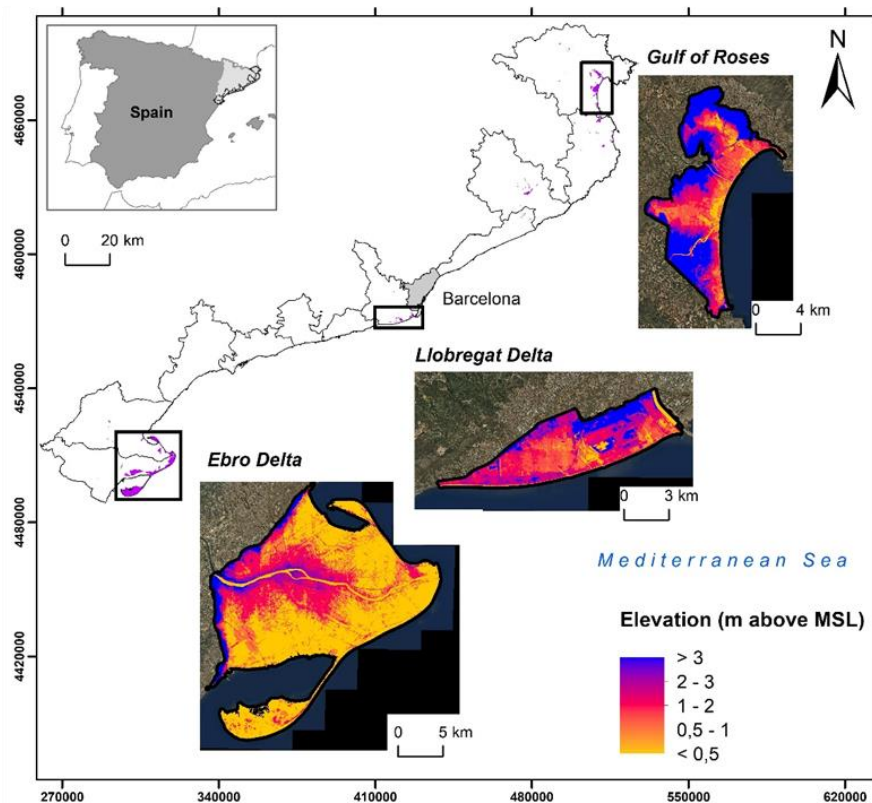 Spain
0 20 km
Gulf of Roses
N
0 4 km
Barcelona
Llobregat Delta
0 3 km
Ebro Delta
0 5 km
Mediterranean Sea
Elevation (m above MSL)
> 3
2 - 3
1 - 2
0,5 - 1
< 0,5
4660000
4600000
4540000
4480000
4420000
270000 340000 410000 480000 550000 620000